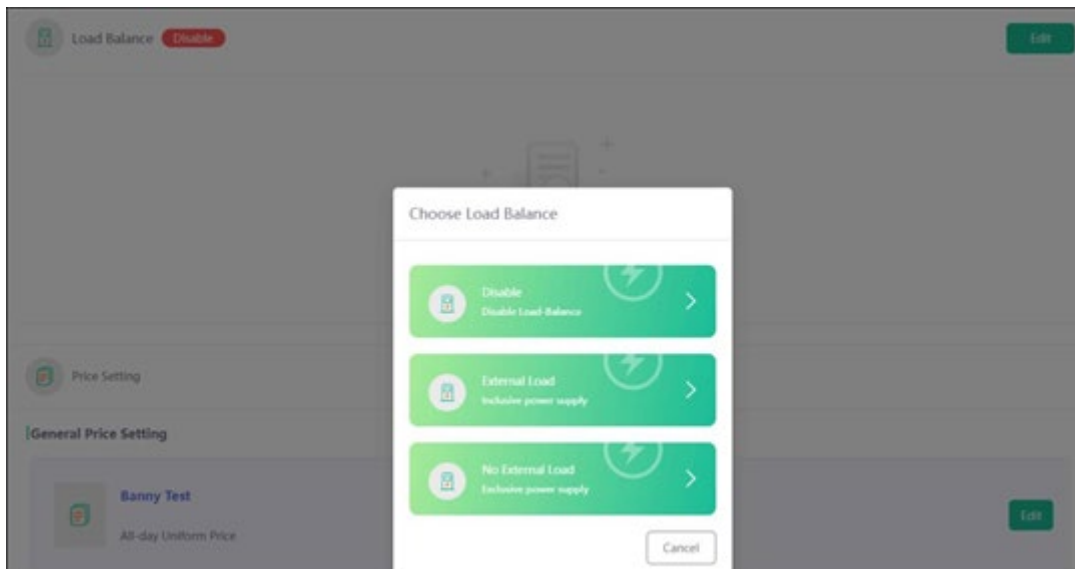 Load Balance Disable
Edit
Choose Load Balance
Disable
Disable Load-Balance
External Load
Inclusive power supply
No External Load
Exclusive power supply
Cancel
Price Setting
General Price Setting
Banny Test
All-day Uniform Price
Edit